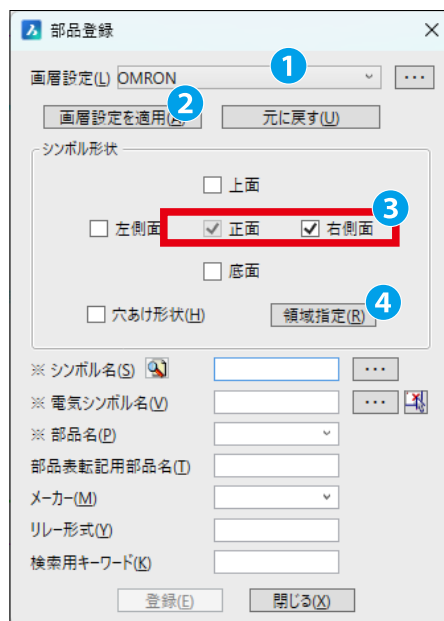 部品登録
画層設定(L) OMRON 1 ...
画層設定を適用(A) 2 元に戻す(U)
シンボル形状
上面
3
左側面 正面 右側面
底面
4
穴あけ形状(H) 領域指定(R)
※ シンボル名(S) ...
※ 電気シンボル名(V) ...
※ 部品名(P)
部品表転記用部品名(T)
メーカー(M)
リレー形式(Y)
検索用キーワード(K)
登録(E) 閉じる(X)